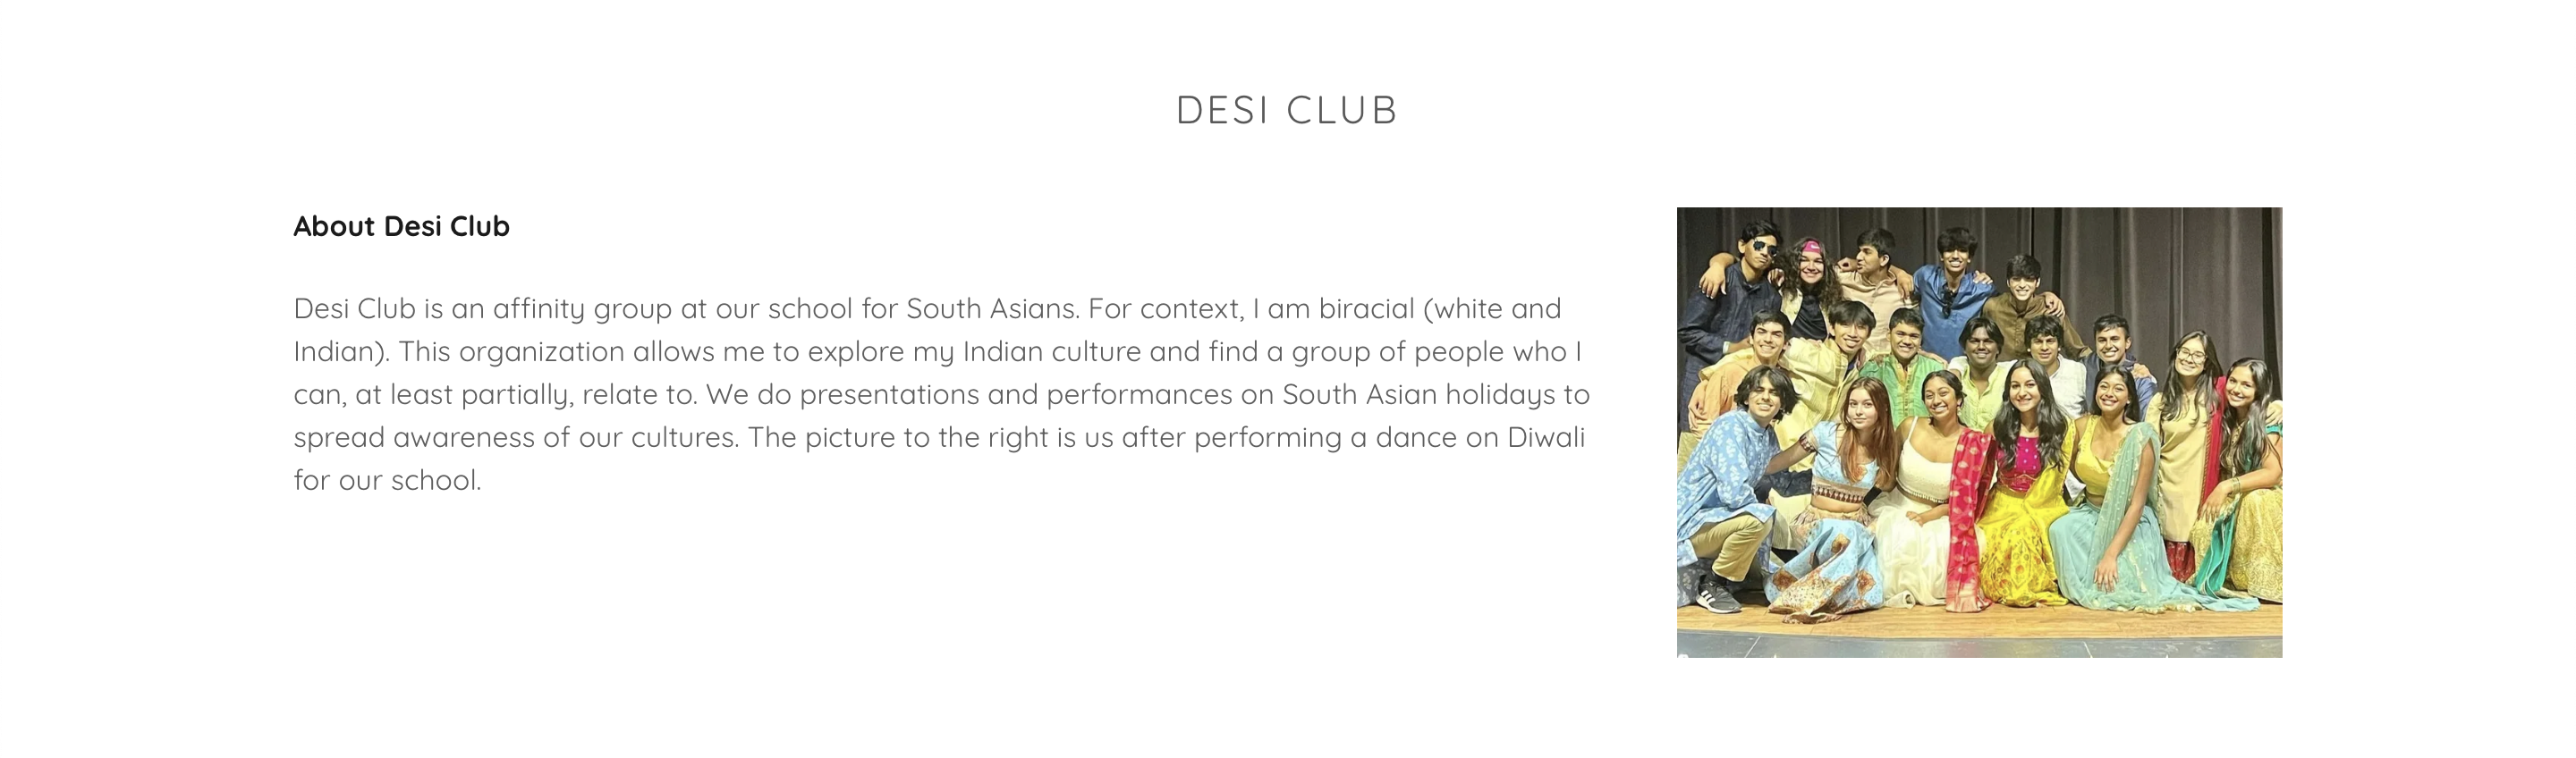 DESI CLUB
About Desi Club
Desi Club is an affinity group at our school for South Asians. For context, I am biracial (white and
Indian). This organization allows me to explore my Indian culture and find a group of people who I
can, at least partially, relate to. We do presentations and performances on South Asian holidays to
spread awareness of our cultures. The picture to the right is us after performing a dance on Diwali
for our school.